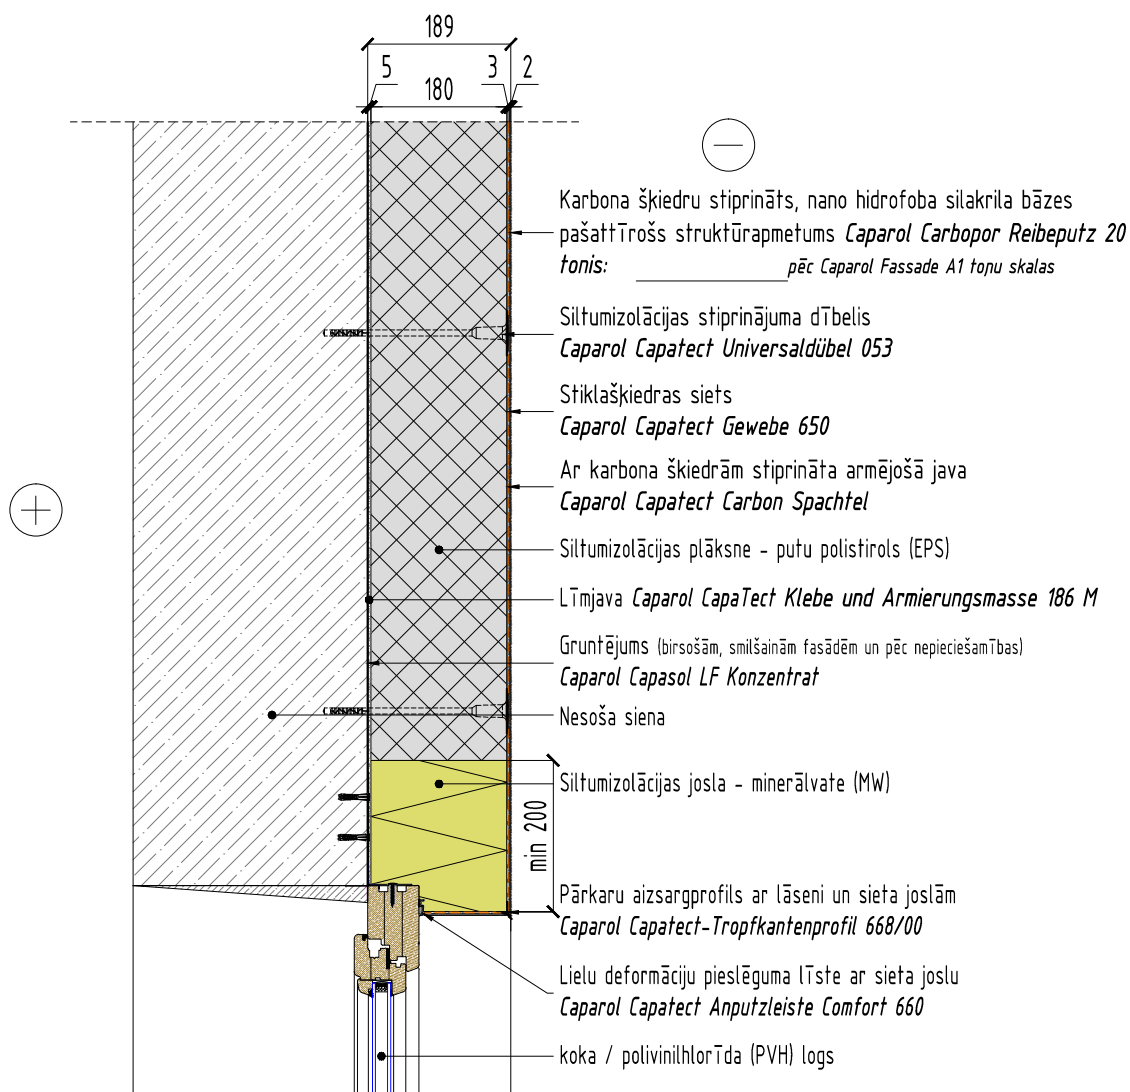 189
5
3
2
180
Karbona šķiedru stiprināts, nano hidrofoba silakrila bāzes
pašattīrošs struktūrapmetums Caparol Carbopor Reibeputz 20
tonis: pēc Caparol Fassade A1 toņu skalas
Siltumizolācijas stiprinājuma dībelis
Caparol Capatect Universaldübel 053
Stiklašķiedras siets
Caparol Capatect Gewebe 650
Ar karbona šķiedrām stiprināta armējošā java
Caparol Capatect Carbon Spachtel
Siltumizolācijas plāksne - putu polistirols (EPS)
Līmjava Caparol CapaTect Klebe und Armierungsmasse 186 M
Gruntējums (birsošām, smilšainām fasādēm un pēc nepieciešamības)
Caparol Capasol LF Konzentrat
Nesoša siena
Siltumizolācijas josla - minerālvate (MW)
min 200
Pārkaru aizsargprofils ar lāseni un sieta joslām
Caparol Capatect-Tropfkantenprofil 668/00
Lielu deformāciju pieslēguma līste ar sieta joslu
Caparol Capatect Anputzleiste Comfort 660
koka / polivinilhlorīda (PVH) logs